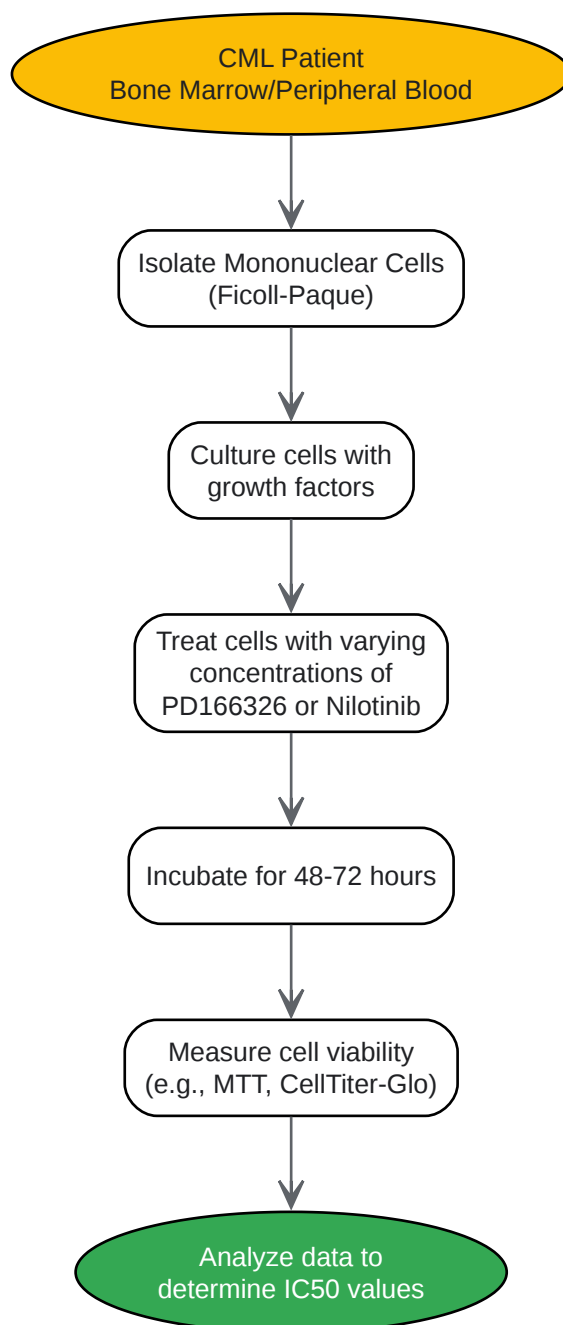 CML Patient
Bone Marrow/Peripheral Blood
Isolate Mononuclear Cells
(Ficoll-Paque)
Culture cells with
growth factors
Treat cells with varying
concentrations of
PD166326 or Nilotinib
Incubate for 48-72 hours
Measure cell viability
(e.g., MTT, CellTiter-Glo)
Analyze data to
determine IC50 values